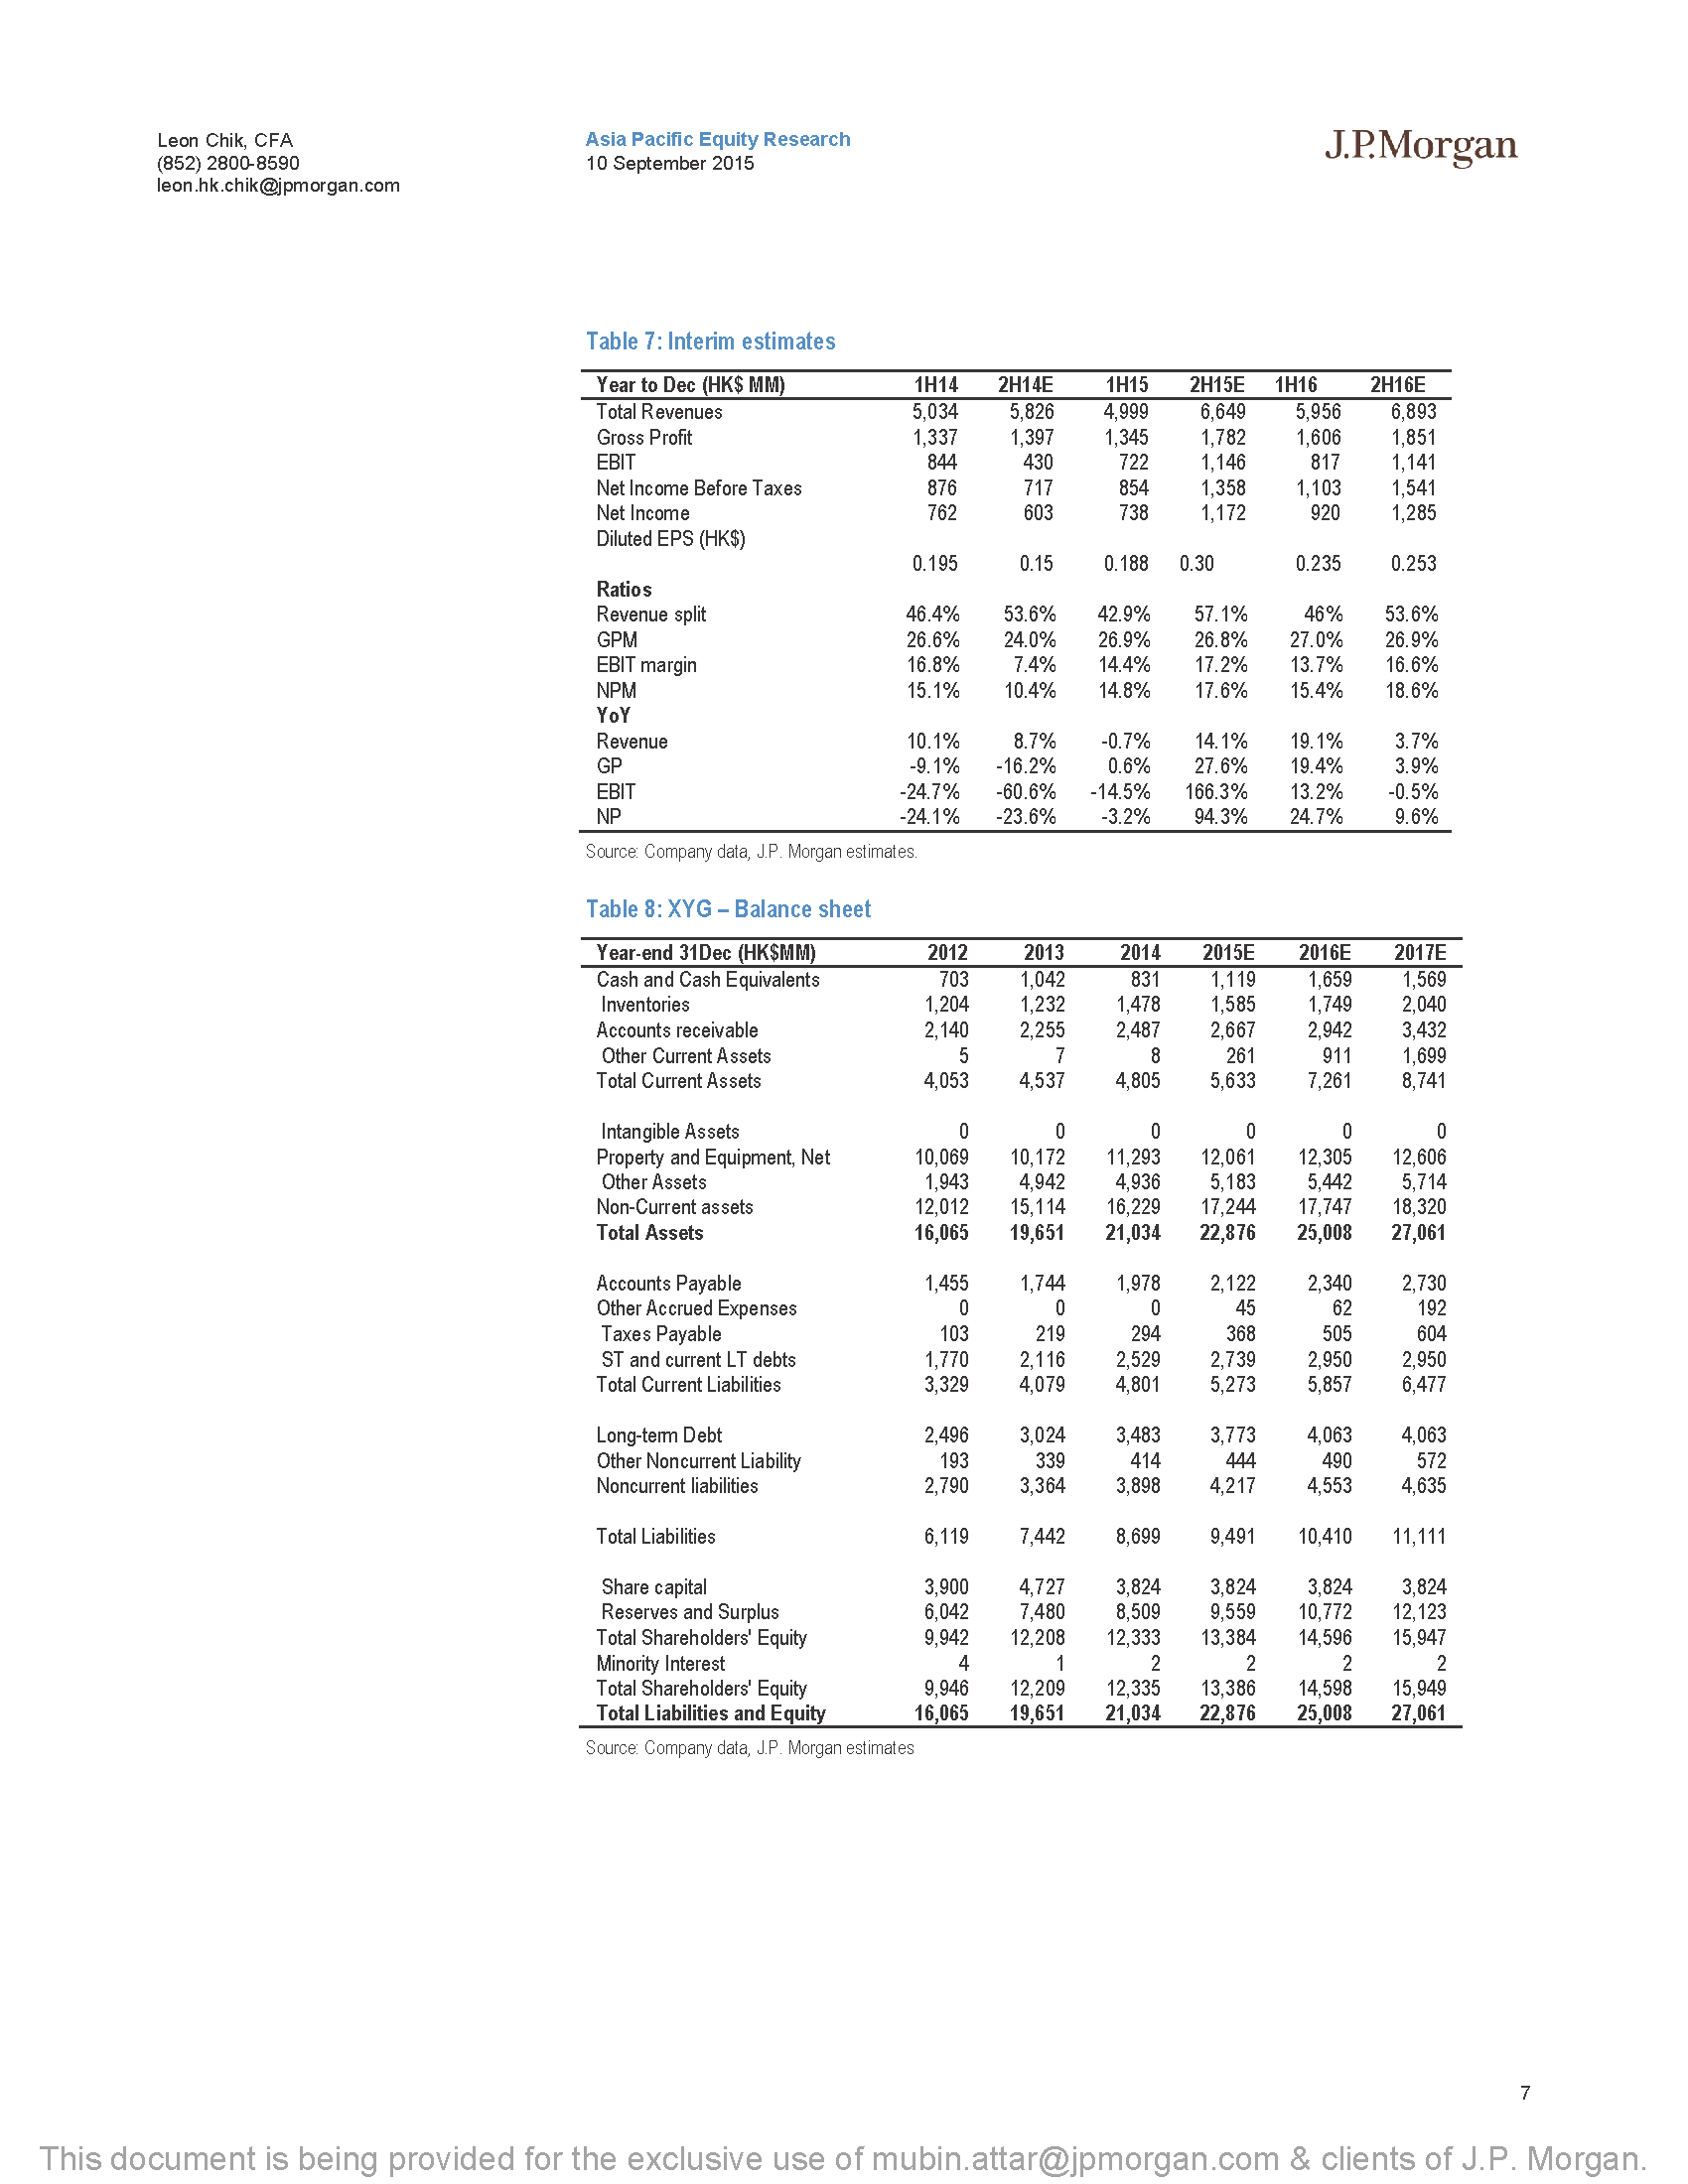 Leon Chik, CFA
(852) 2800-8590
leon.hk.chik@jpmorgan.com
Asia Pacific Equity Research
10 September 2015
J.P.Morgan
Table 7: Interim estimates
Year to Dec (HK$ MM) 1H14 2H14E 1H15 2H15E 1H16 2H16E
Total Revenues 5,034 5,826 4,999 6,649 5,956 6,893
Gross Profit 1,337 1,397 1,345 1,782 1,606 1,851
EBIT 844 430 722 1,146 817 1,141
Net Income Before Taxes 876 717 854 1,358 1,103 1,541
Net Income 762 603 738 1,172 920 1,285
Diluted EPS (HK$)
0.195 0.15 0.188 0.30 0.235 0.253
Ratios
Revenue split 46.4% 53.6% 42.9% 57.1% 46% 53.6%
GPM 26.6% 24.0% 26.9% 26.8% 27.0% 26.9%
EBIT margin 16.8% 7.4% 14.4% 17.2% 13.7% 16.6%
NPM 15.1% 10.4% 14.8% 17.6% 15.4% 18.6%
YoY
Revenue 10.1% 8.7% -0.7% 14.1% 19.1% 3.7%
GP -9.1% -16.2% 0.6% 27.6% 19.4% 3.9%
EBIT -24.7% -60.6% -14.5% 166.3% 13.2% -0.5%
NP -24.1% -23.6% -3.2% 94.3% 24.7% 9.6%
Source: Company data, J.P. Morgan estimates.
Table 8: XYG – Balance sheet
Year-end 31Dec (HK$MM) 2012 2013 2014 2015E 2016E 2017E
Cash and Cash Equivalents 703 1,042 831 1,119 1,659 1,569
Inventories 1,204 1,232 1,478 1,585 1,749 2,040
Accounts receivable 2,140 2,255 2,487 2,667 2,942 3,432
Other Current Assets 5 7 8 261 911 1,699
Total Current Assets 4,053 4,537 4,805 5,633 7,261 8,741
Intangible Assets 0 0 0 0 0 0
Property and Equipment, Net 10,069 10,172 11,293 12,061 12,305 12,606
Other Assets 1,943 4,942 4,936 5,183 5,442 5,714
Non-Current assets 12,012 15,114 16,229 17,244 17,747 18,320
Total Assets 16,065 19,651 21,034 22,876 25,008 27,061
Accounts Payable 1,455 1,744 1,978 2,122 2,340 2,730
Other Accrued Expenses 0 0 0 45 62 192
Taxes Payable 103 219 294 368 505 604
ST and current LT debts 1,770 2,116 2,529 2,739 2,950 2,950
Total Current Liabilities 3,329 4,079 4,801 5,273 5,857 6,477
Long-term Debt 2,496 3,024 3,483 3,773 4,063 4,063
Other Noncurrent Liability 193 339 414 444 490 572
Noncurrent liabilities 2,790 3,364 3,898 4,217 4,553 4,635
Total Liabilities 6,119 7,442 8,699 9,491 10,410 11,111
Share capital 3,900 4,727 3,824 3,824 3,824 3,824
Reserves and Surplus 6,042 7,480 8,509 9,559 10,772 12,123
Total Shareholders' Equity 9,942 12,208 12,333 13,384 14,596 15,947
Minority Interest 4 1 2 2 2 2
Total Shareholders' Equity 9,946 12,209 12,335 13,386 14,598 15,949
Total Liabilities and Equity 16,065 19,651 21,034 22,876 25,008 27,061
Source: Company data, J.P. Morgan estimates
7
This document is being provided for the exclusive use of mubin.attar@jpmorgan.com & clients of J.P. Morgan.